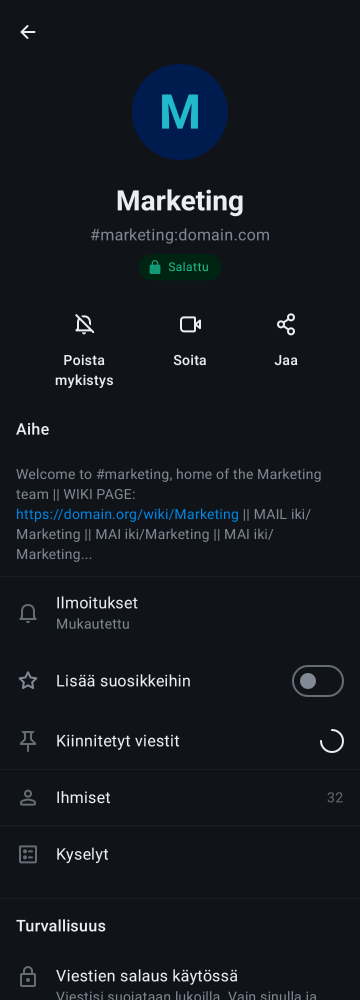 M
Marketing
#marketing:domain.com
Salattu
Poista
mykistys
Soita
Jaa
Aihe
Welcome to #marketing, home of the Marketing
team || WIKI PAGE:
https://domain.org/wiki/Marketing || MAIL iki/
Marketing || MAI iki/Marketing || MAI iki/
Marketing...
Ilmoitukset
Mukautettu
Lisää suosikkeihin
Kiinnitetyt viestit
Ihmiset 32
Kyselyt
Turvallisuus
Viestien salaus käytössä
Viestisi suojataan lukoilla. Vain sinulla ja